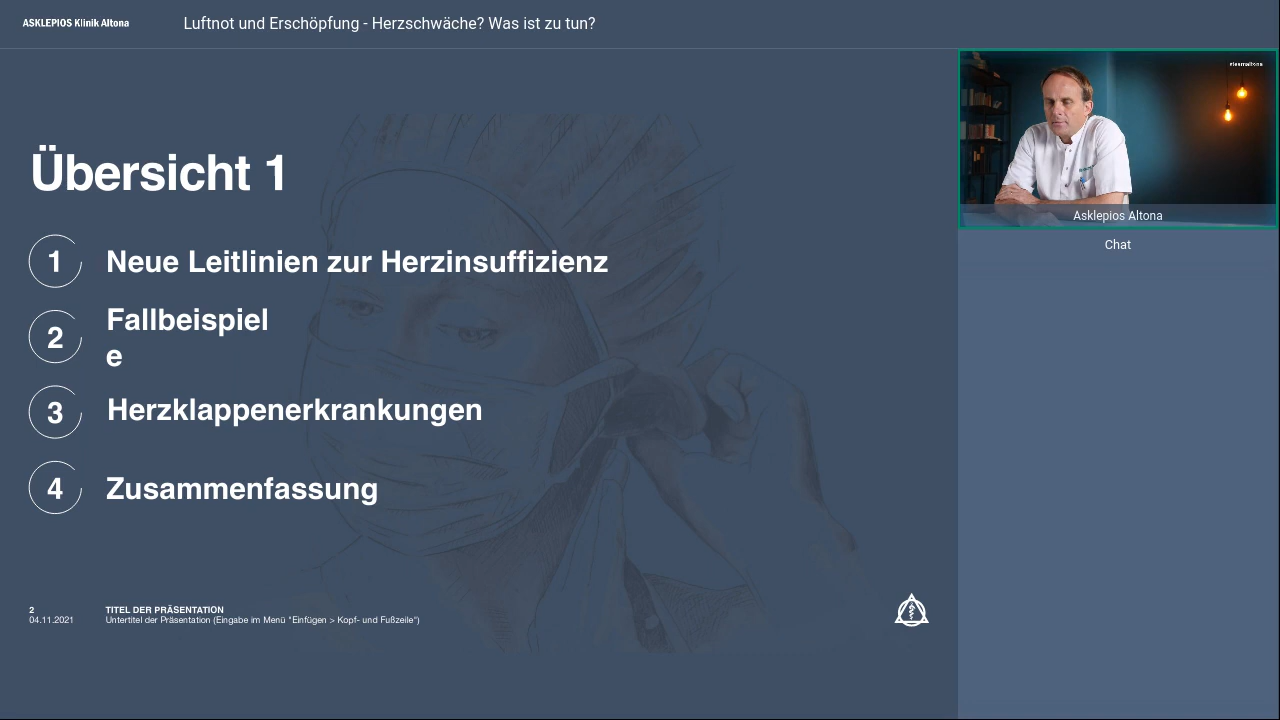 ASKLEPIOS Klinik Altona
Luftnot und Erschöpfung - Herzschwäche? Was ist zu tun?
#teamaltona
Asklepios Altona
Chat
Übersicht 1
1 Neue Leitlinien zur Herzinsuffizienz
2 Fallbeispiel
e
3 Herzklappenerkrankungen
4 Zusammenfassung
2 TITEL DER PRÄSENTATION
04.11.2021 Untertitel der Präsentation (Eingabe im Menü "Einfügen > Kopf- und Fußzeile")